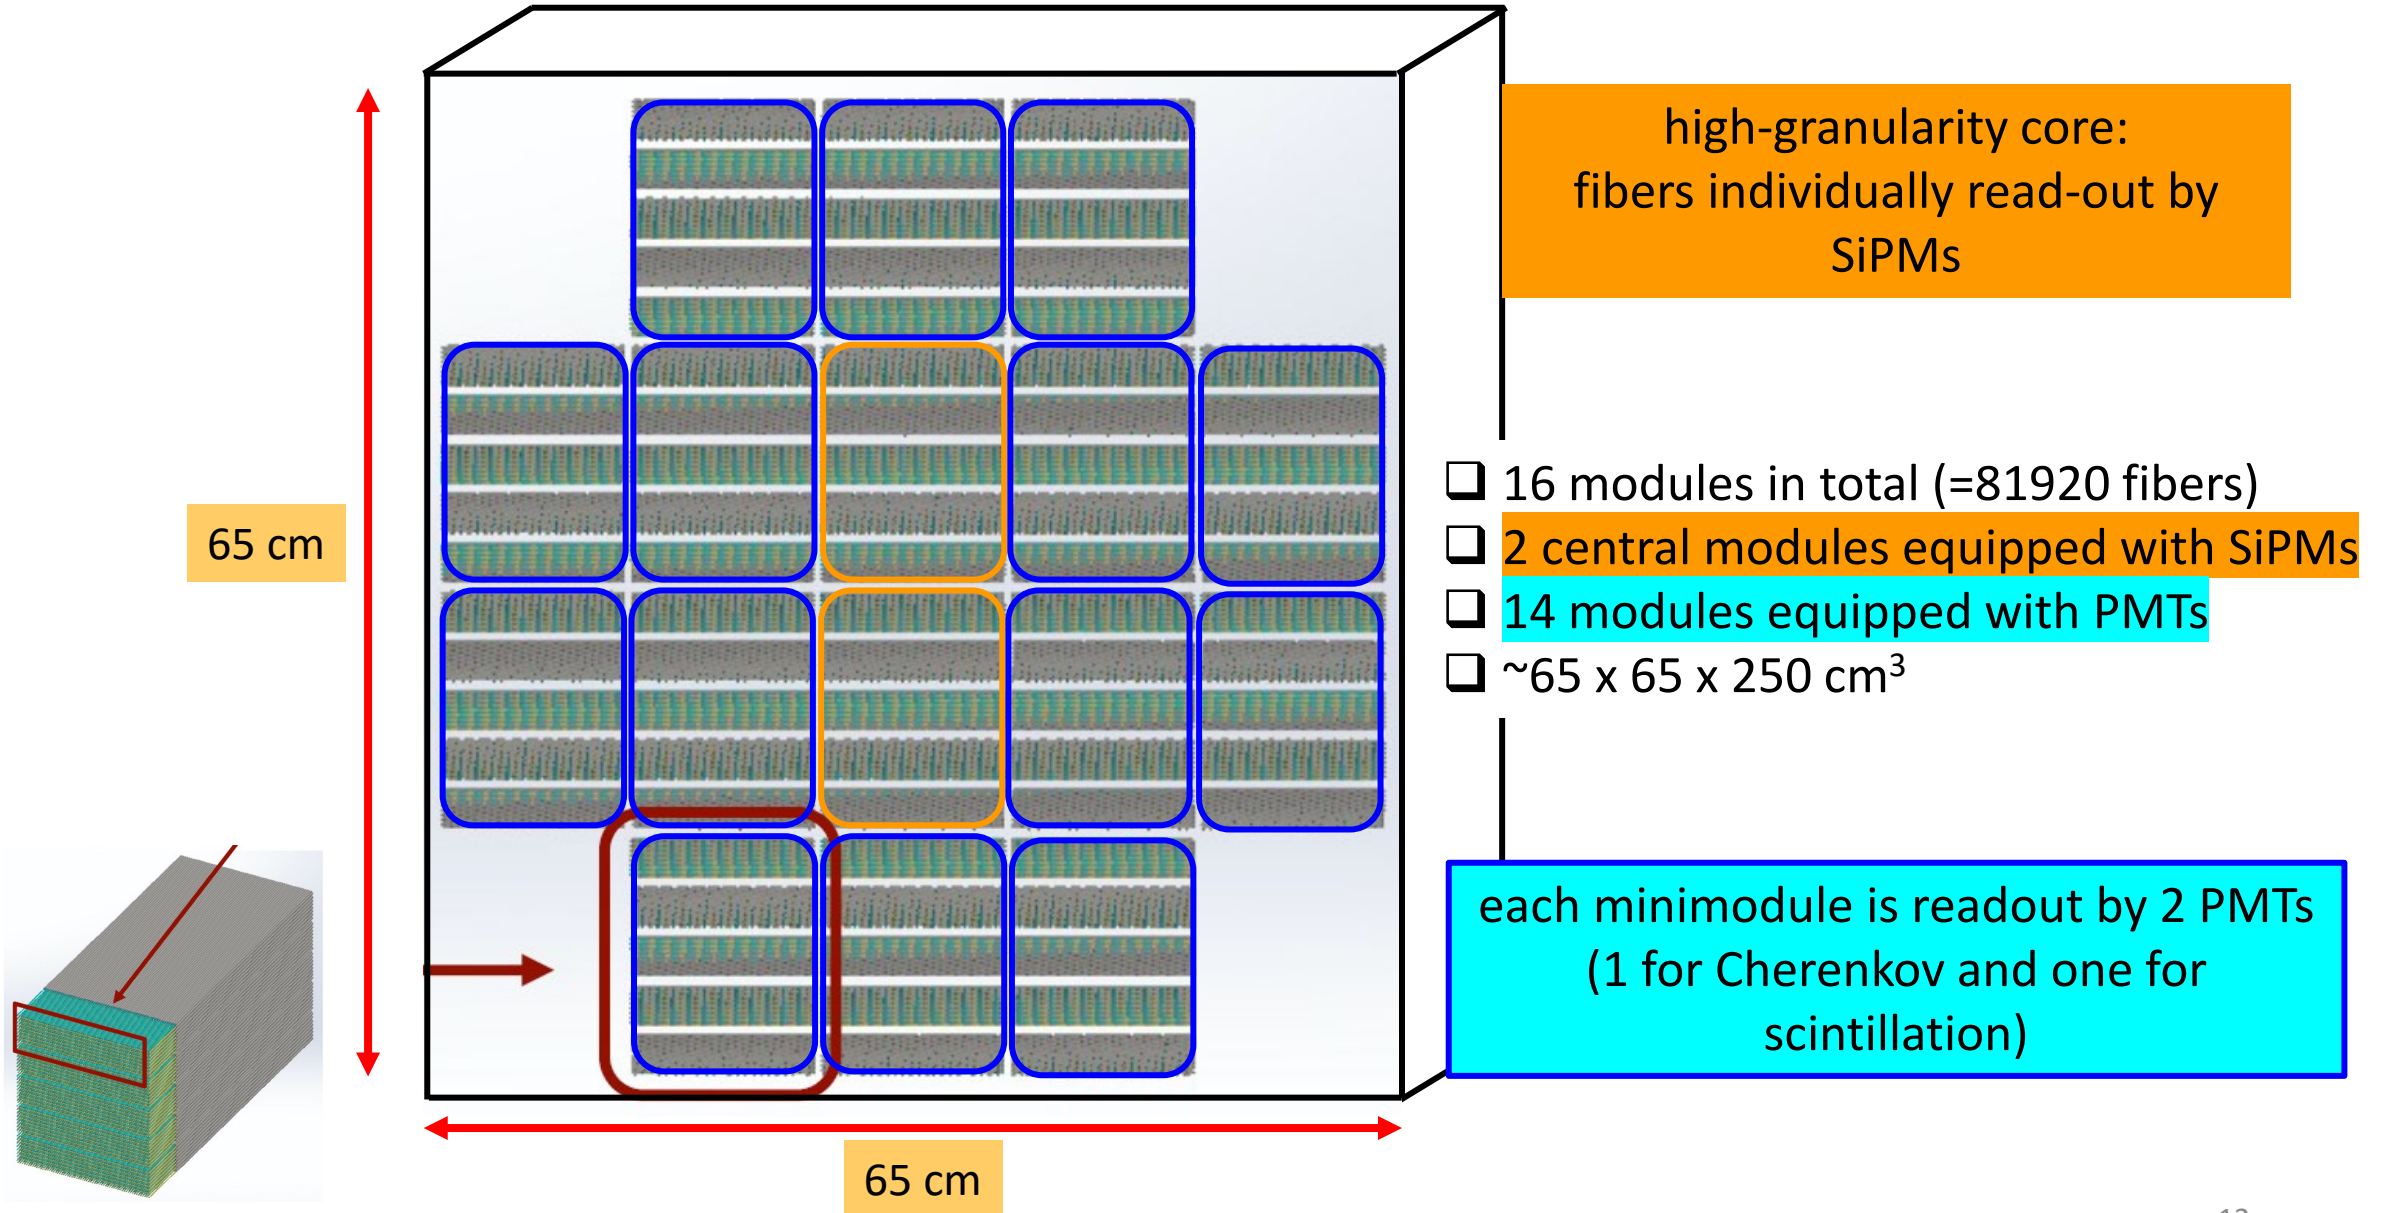 high-granularity core:
fibers individually read-out by
SiPMs
65 cm
16 modules in total (=81920 fibers)
2 central modules equipped with SiPMs
14 modules equipped with PMTs
~65 x 65 x 250 cm³
each minimodule is readout by 2 PMTs
(1 for Cherenkov and one for
scintillation)
65 cm